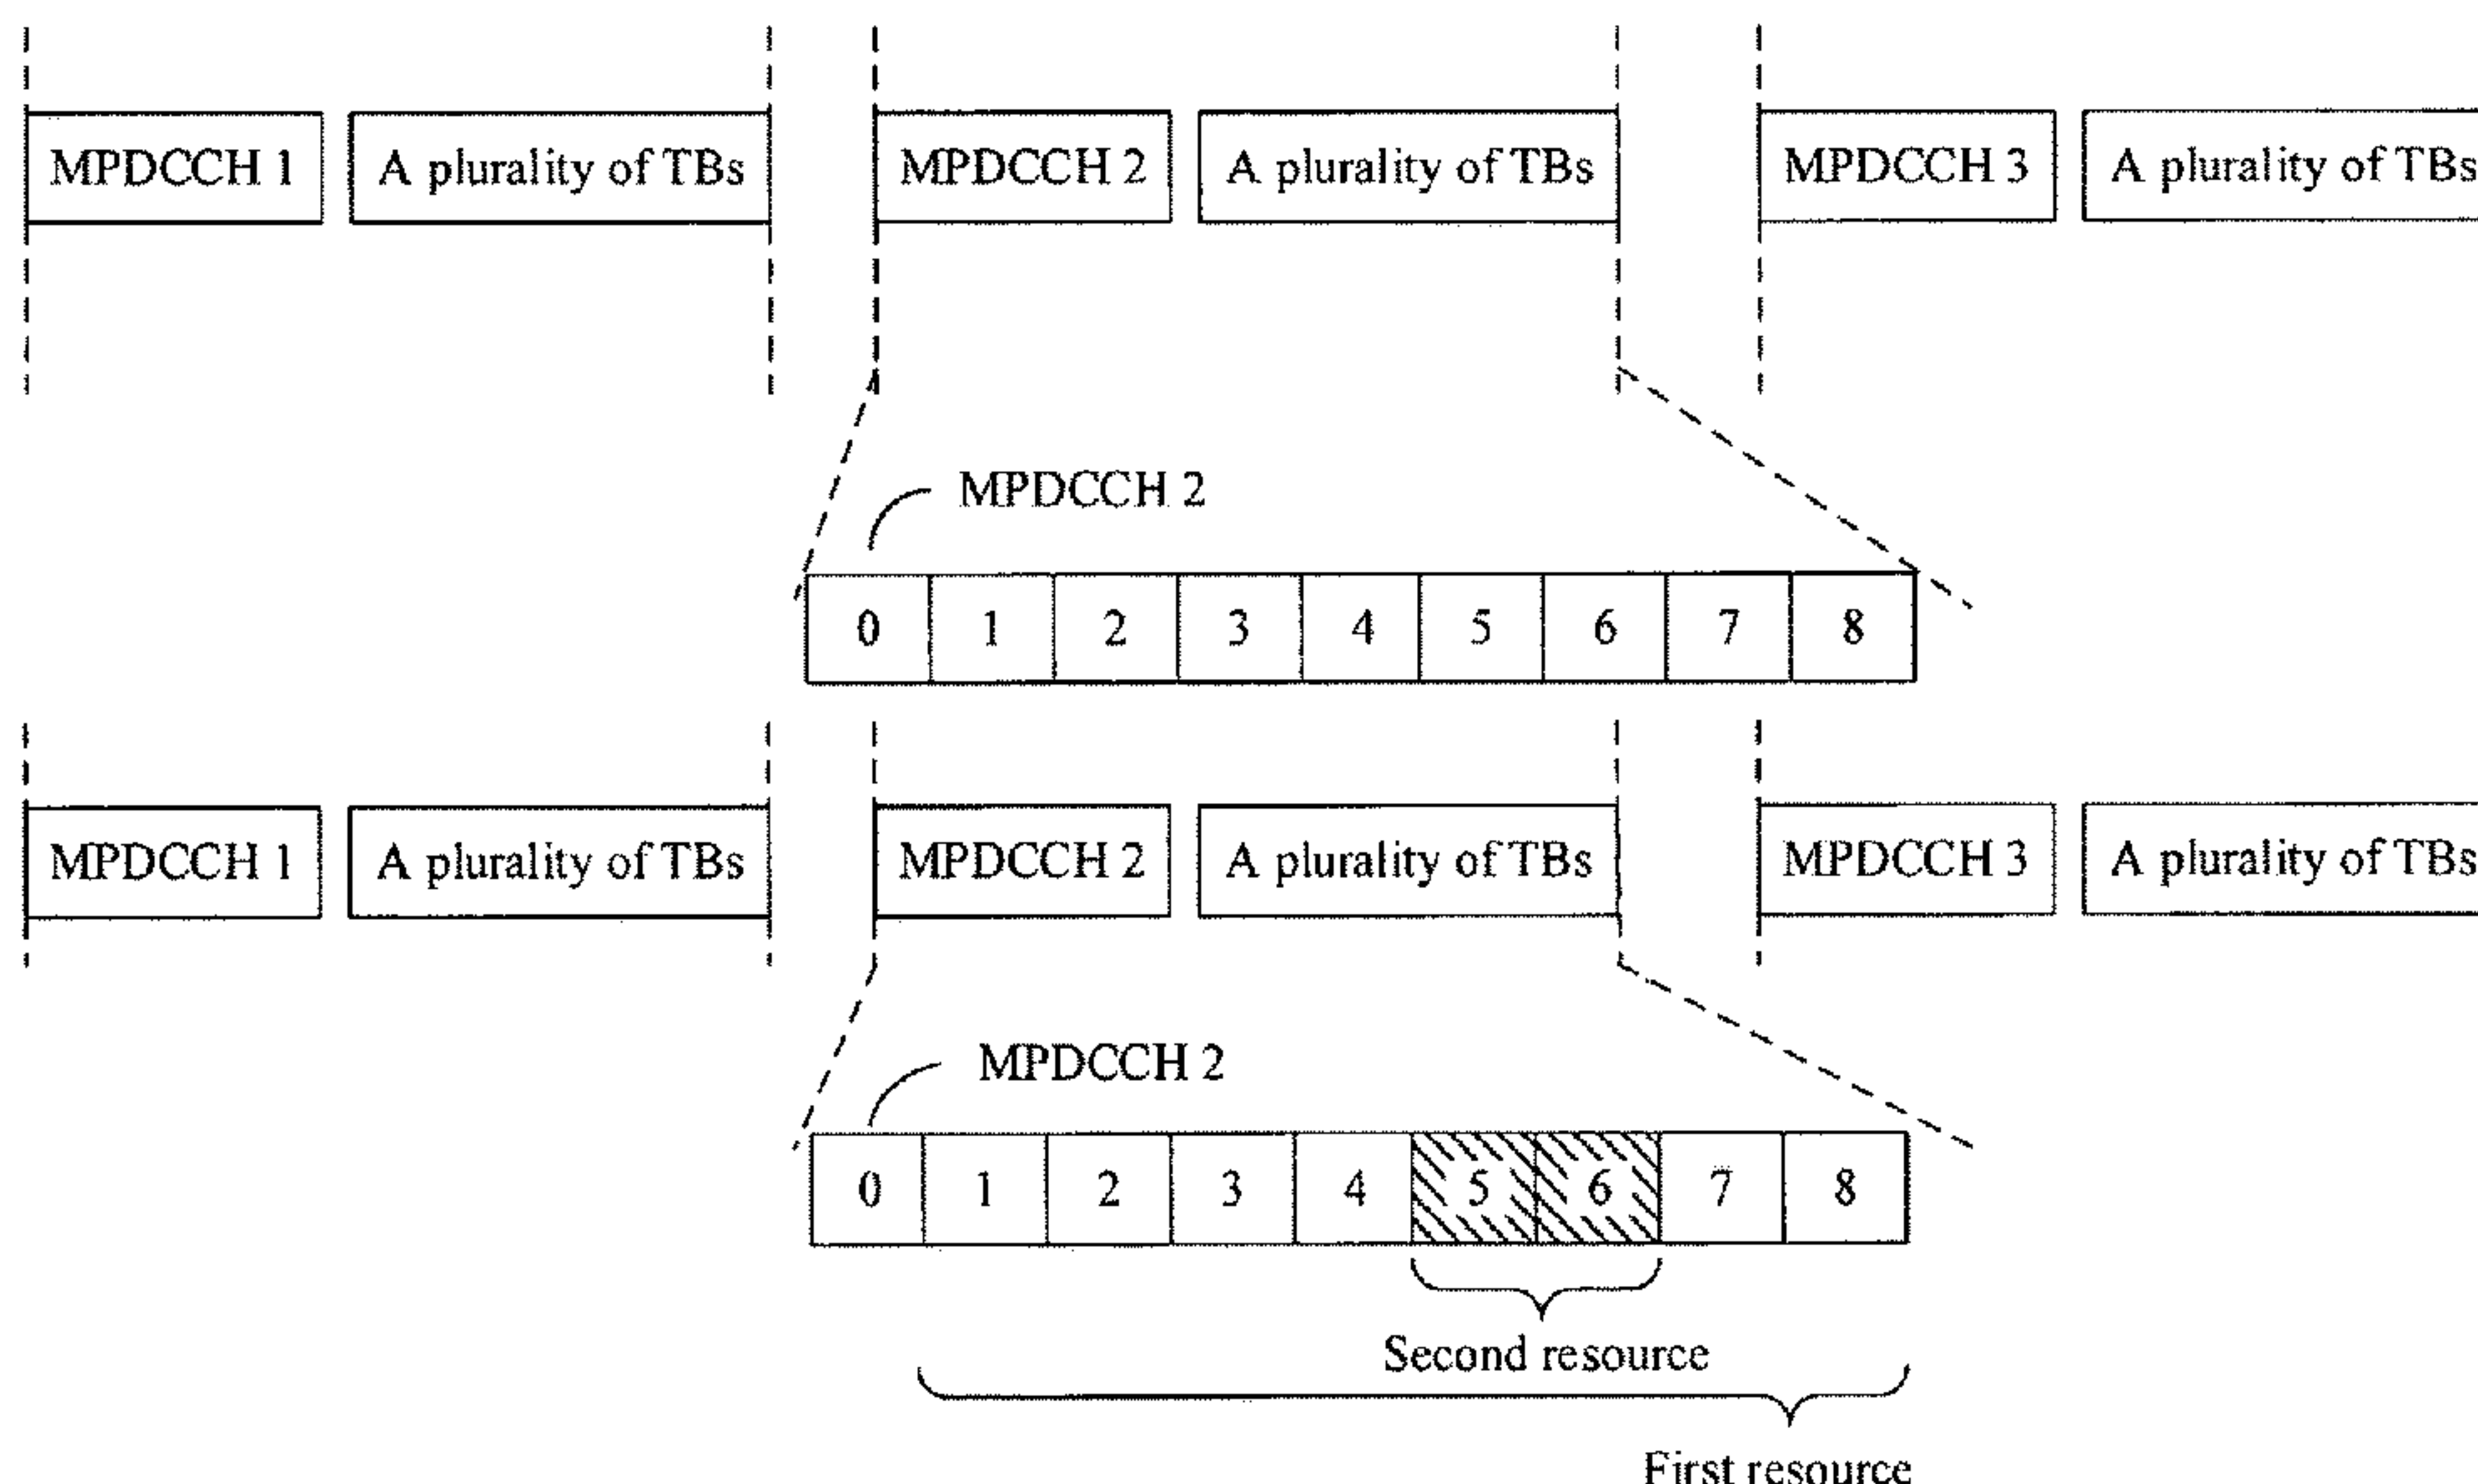 MPDCCH 1 A plurality of TBs MPDCCH 2 A plurality of TBs MPDCCH 3 A plurality of TBs
MPDCCH 2
0 1 2 3 4 5 6 7 8
MPDCCH 1 A plurality of TBs MPDCCH 2 A plurality of TBs MPDCCH 3 A plurality of TBs
MPDCCH 2
0 1 2 3 4 5 6 7 8
Second resource
First resource